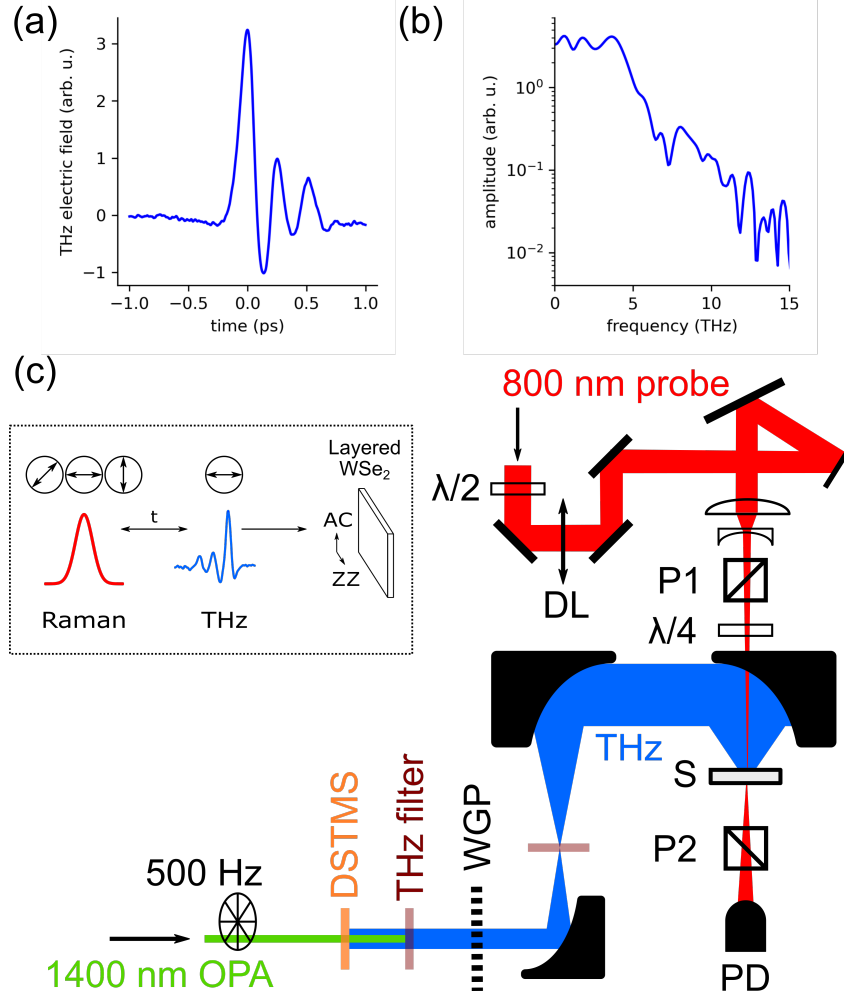 (a)
THz electric field (arb. u.)
3
2
1
0
−1
−1.0 −0.5 0.0 0.5 1.0
time (ps)
(b)
amplitude (arb. u.)
10⁰
10⁻¹
10⁻²
0 5 10 15
frequency (THz)
(c)
Layered
WSe₂
t
AC
ZZ
Raman
THz
800 nm probe
λ/2
DL
P1
λ/4
THz
S
P2
PD
DSTMS
THz filter
WGP
500 Hz
1400 nm OPA